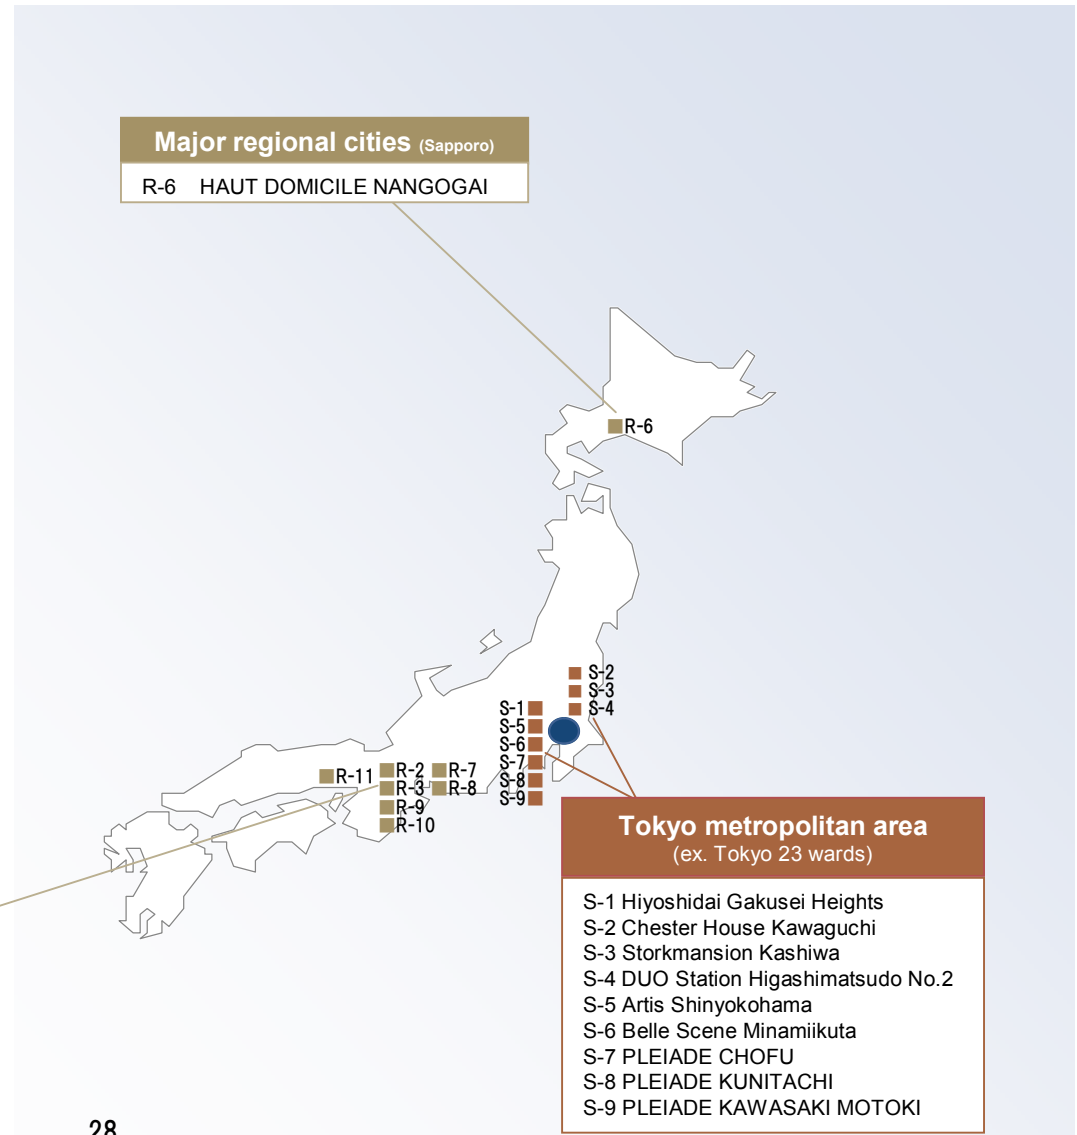 Major regional cities (Sapporo)
R-6 HAUT DOMICILE NANGOGAI
R-6
S-2
S-3
S-1
S-4
S-5
S-6
S-7
S-8
S-9
R-11
R-2
R-7
R-3
R-8
R-9
R-10
Tokyo metropolitan area
(ex. Tokyo 23 wards)
S-1 Hiyoshidai Gakusei Heights
S-2 Chester House Kawaguchi
S-3 Storkmansion Kashiwa
S-4 DUO Station Higashimatsudo No.2
S-5 Artis Shinyokohama
S-6 Belle Scene Minamiikuta
S-7 PLEIADE CHOFU
S-8 PLEIADE KUNITACHI
S-9 PLEIADE KAWASAKI MOTOKI
28